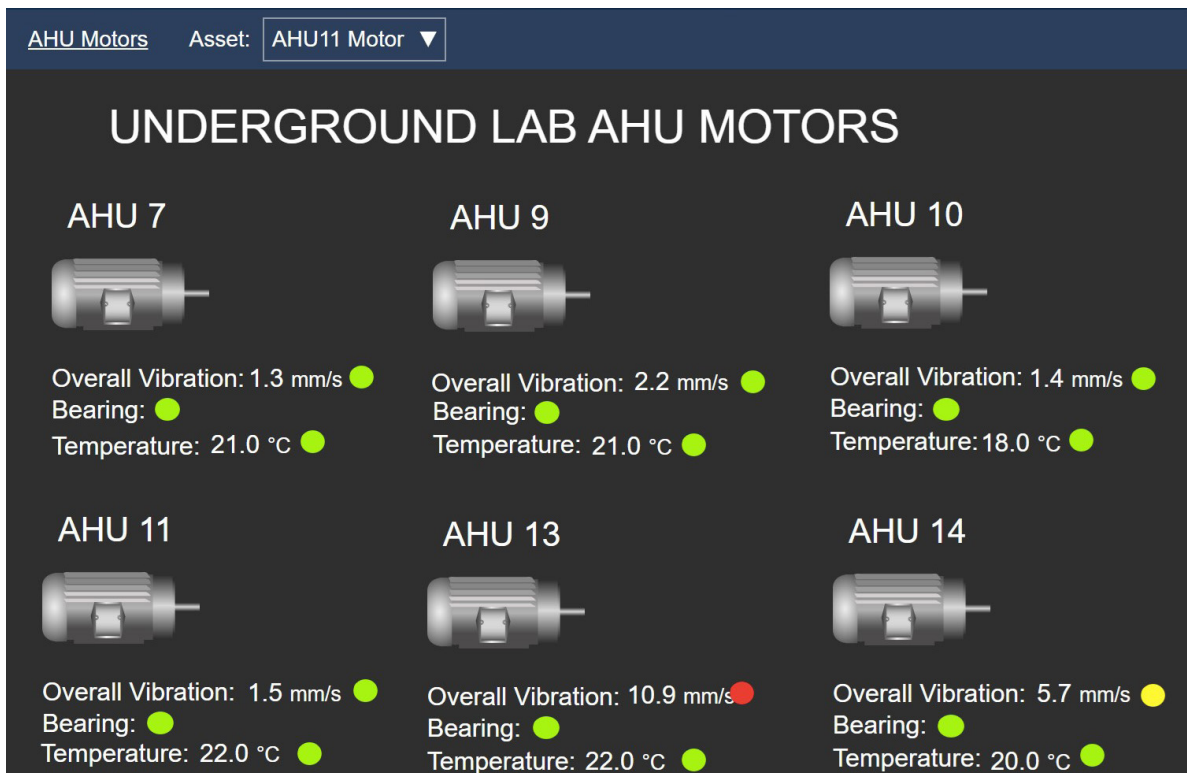 AHU Motors Asset: AHU11 Motor ▼
UNDERGROUND LAB AHU MOTORS
AHU 7
Overall Vibration: 1.3 mm/s
Bearing:
Temperature: 21.0 °C
AHU 9
Overall Vibration: 2.2 mm/s
Bearing:
Temperature: 21.0 °C
AHU 10
Overall Vibration: 1.4 mm/s
Bearing:
Temperature: 18.0 °C
AHU 11
Overall Vibration: 1.5 mm/s
Bearing:
Temperature: 22.0 °C
AHU 13
Overall Vibration: 10.9 mm/s
Bearing:
Temperature: 22.0 °C
AHU 14
Overall Vibration: 5.7 mm/s
Bearing:
Temperature: 20.0 °C